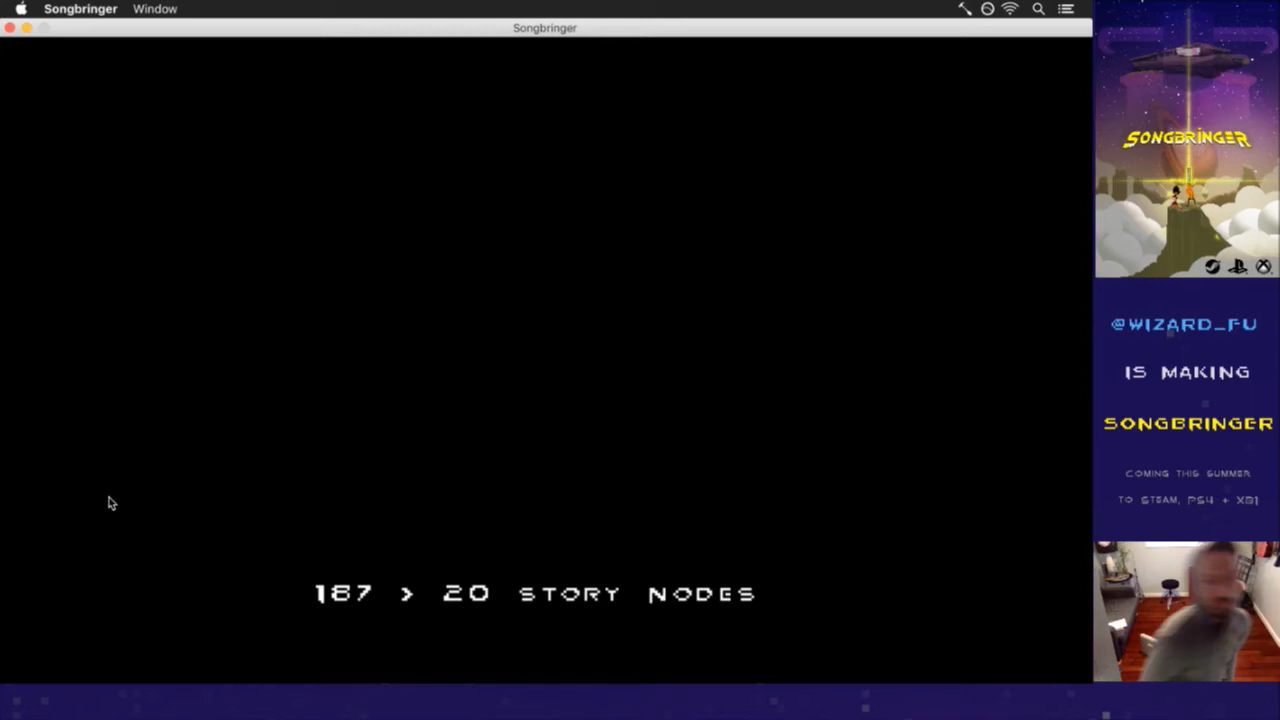 Songbringer Window
Songbringer
SONGBRINGER
@WIZARD_FU
IS MAKING
SONGBRINGER
COMING THIS SUMMER
TO STEAM, PS4 + XB1
187 > 20 STORY NODES